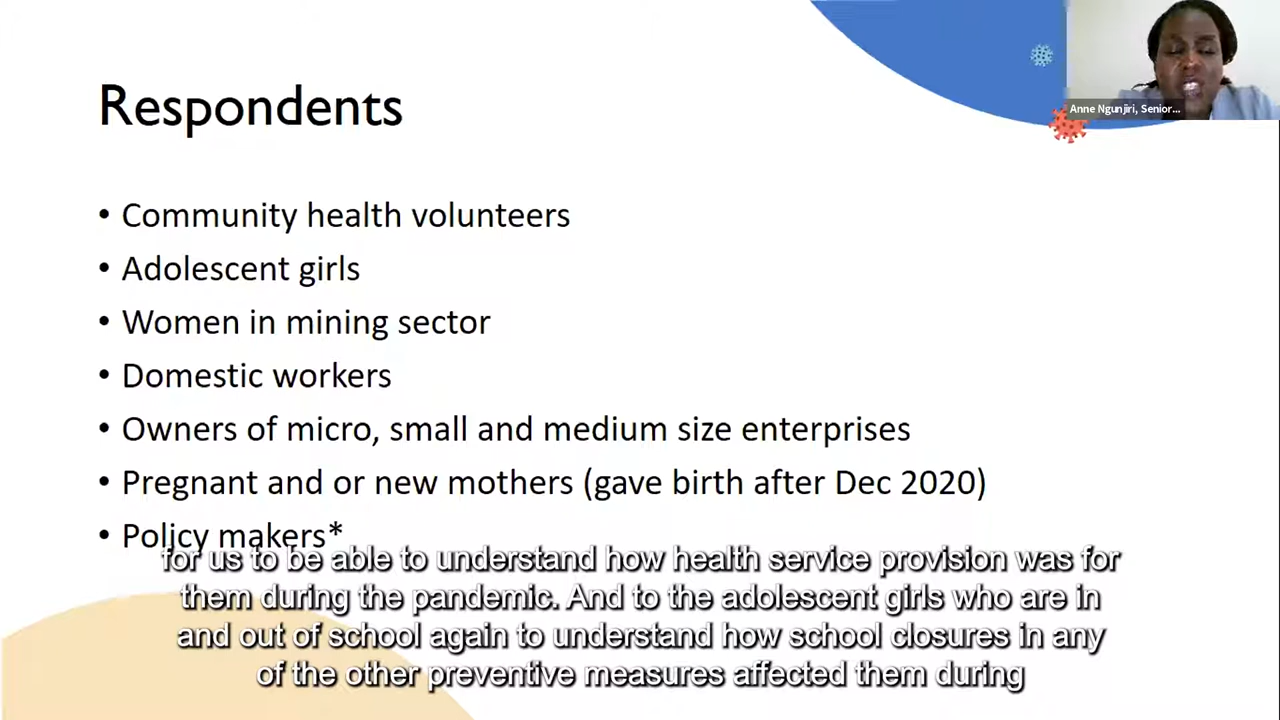 Anne Ngunjiri, Senior...
Respondents
• Community health volunteers
• Adolescent girls
• Women in mining sector
• Domestic workers
• Owners of micro, small and medium size enterprises
• Pregnant and or new mothers (gave birth after Dec 2020)
• Policy makers*
for us to be able to understand how health service provision was for
them during the pandemic. And to the adolescent girls who are in
and out of school again to understand how school closures in any
of the other preventive measures affected them during